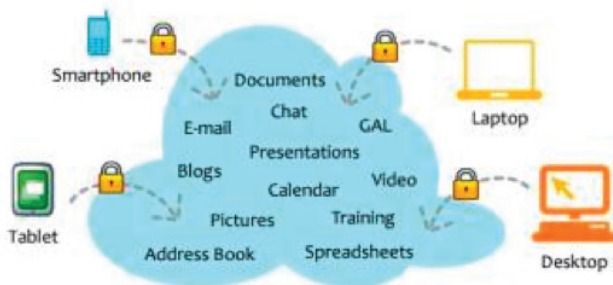 Smartphone
Documents
Chat
E-mail
GAL
Laptop
Presentations
Blogs
Calendar
Video
Tablet
Pictures
Training
Address Book
Spreadsheets
Desktop